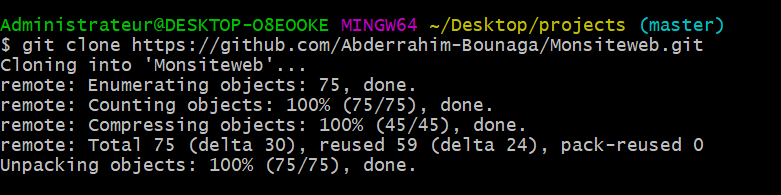 Administrateur@DESKTOP-O8EOOKE MINGW64 ~/Desktop/projects (master)
$ git clone https://github.com/Abderrahim-Bounaga/Monsiteweb.git
Cloning into 'Monsiteweb'...
remote: Enumerating objects: 75, done.
remote: Counting objects: 100% (75/75), done.
remote: Compressing objects: 100% (45/45), done.
remote: Total 75 (delta 30), reused 59 (delta 24), pack-reused 0
Unpacking objects: 100% (75/75), done.